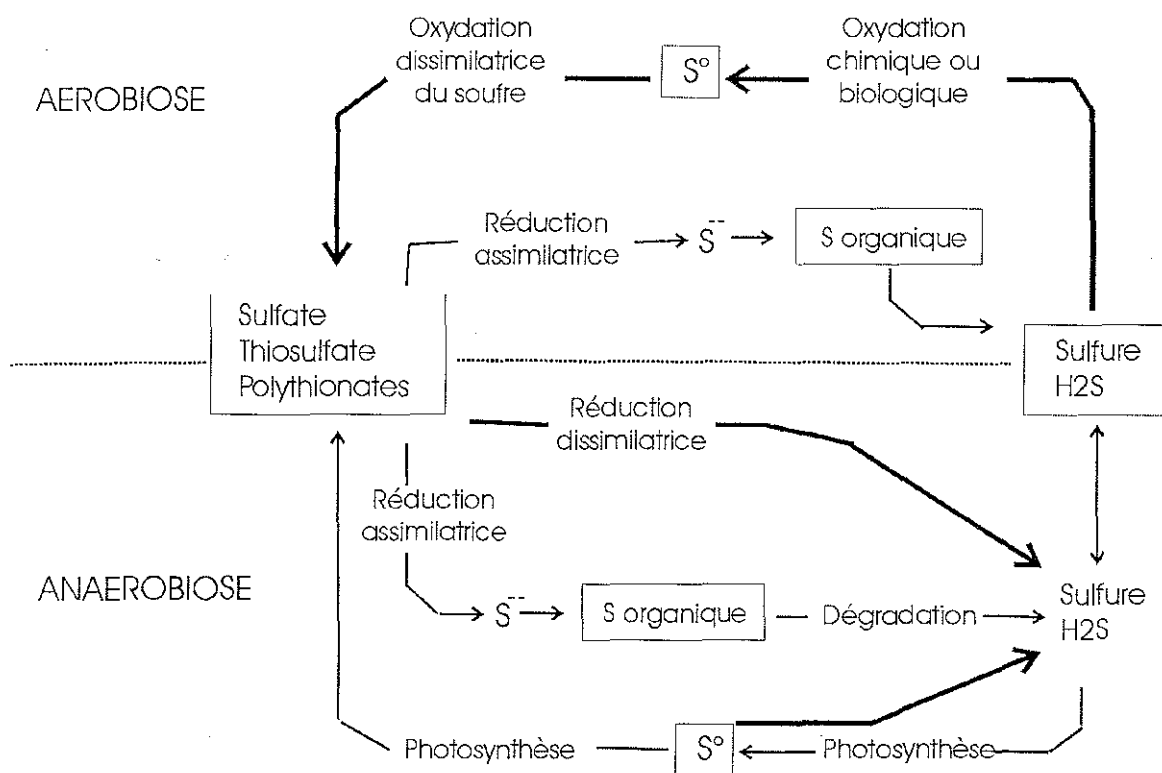 Oxydation
dissimilatrice
du soufre
S°
Oxydation
chimique ou
biologique
AEROBIOSE
Réduction
assimilatrice
S--
S organique
Sulfate
Thiosulfate
Polythionates
Sulfure
H2S
Réduction
dissimilatrice
Réduction
assimilatrice
ANAEROBIOSE
S--
S organique
Dégradation
Sulfure
H2S
Photosynthèse
S°
Photosynthèse